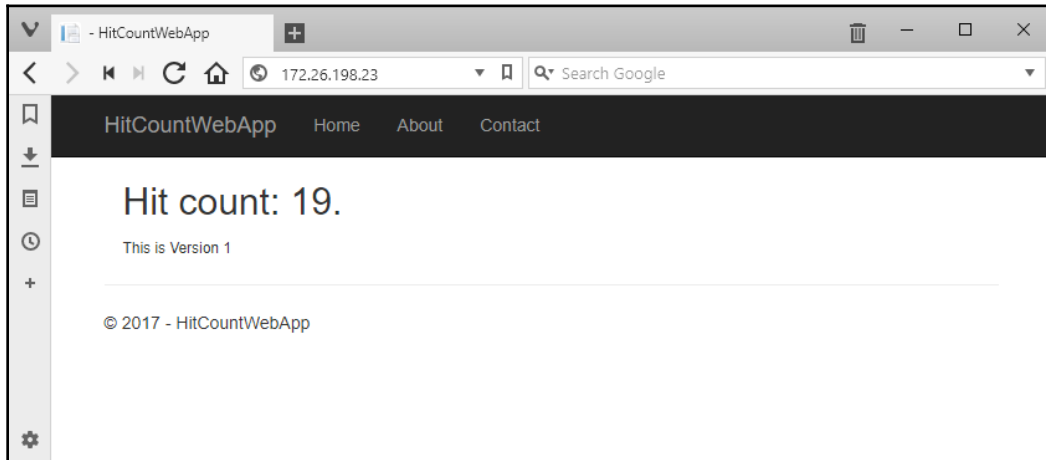 - HitCountWebApp
172.26.198.23 Search Google
HitCountWebApp Home About Contact
Hit count: 19.
This is Version 1
© 2017 - HitCountWebApp